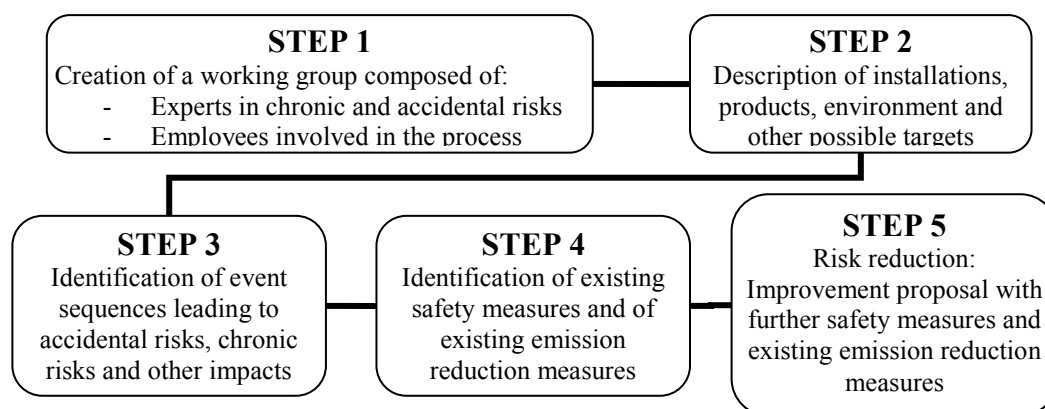 STEP 1
Creation of a working group composed of:
- Experts in chronic and accidental risks
- Employees involved in the process
STEP 2
Description of installations,
products, environment and
other possible targets
STEP 3
Identification of event
sequences leading to
accidental risks, chronic
risks and other impacts
STEP 4
Identification of existing
safety measures and of
existing emission
reduction measures
STEP 5
Risk reduction:
Improvement proposal with
further safety measures and
existing emission reduction
measures